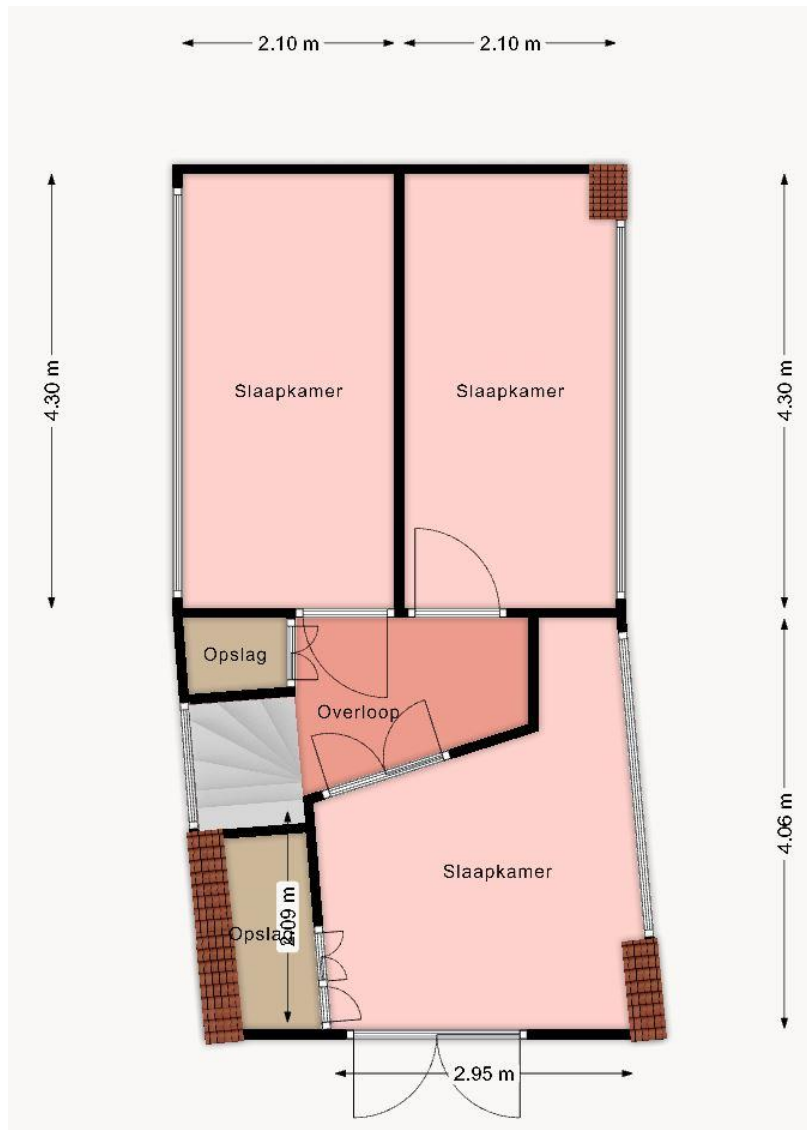 2.10 m
2.10 m
4.30 m
4.30 m
Slaapkamer
Slaapkamer
Opslag
Overloop
4.06 m
Slaapkamer
2.09 m
Opslag
2.95 m